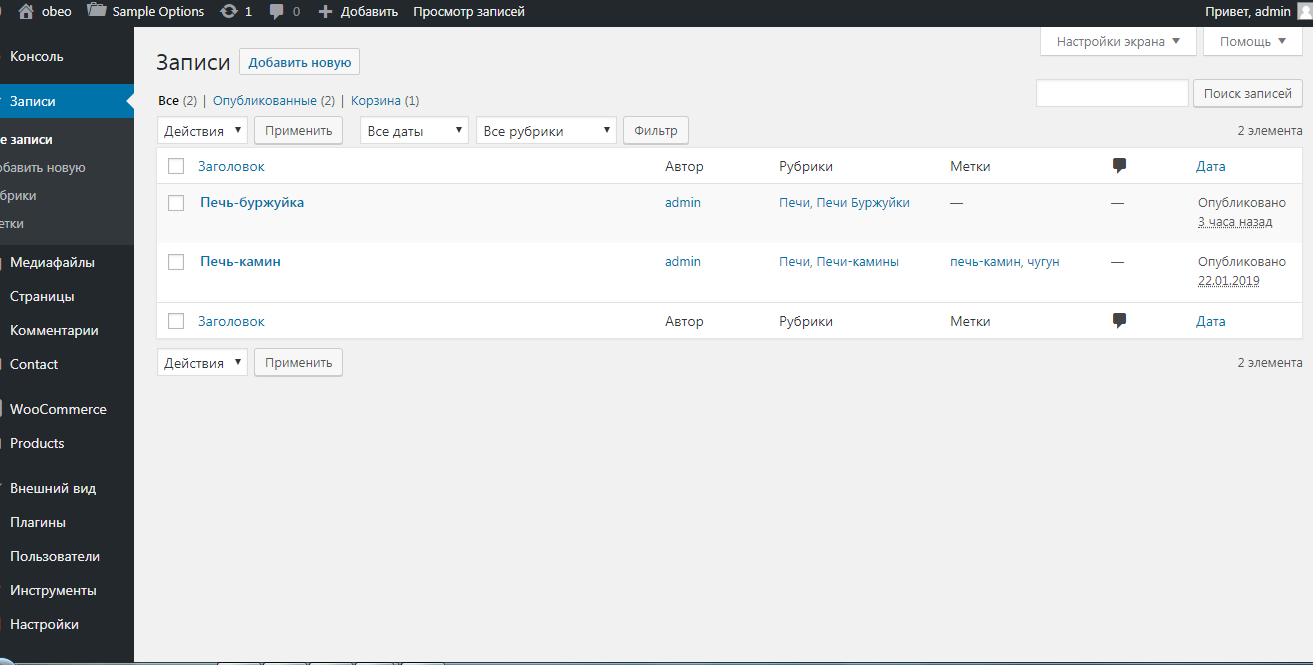 obeo Sample Options 1 0 Добавить Просмотр записей Привет, admin
Консоль
Записи
е записи
обавить новую
брики
етки
Медиафайлы
Страницы
Комментарии
Contact
WooCommerce
Products
Внешний вид
Плагины
Пользователи
Инструменты
Настройки
Настройки экрана Помощь
Записи Добавить новую
Все (2) | Опубликованные (2) | Корзина (1)
Поиск записей
Действия Применить Все даты Все рубрики Фильтр 2 элемента
Заголовок Автор Рубрики Метки Дата
Печь-буржуйка admin Печи, Печи Буржуйки — — Опубликовано
3 часа назад
Печь-камин admin Печи, Печи-камины печь-камин, чугун — Опубликовано
22.01.2019
Заголовок Автор Рубрики Метки Дата
Действия Применить 2 элемента